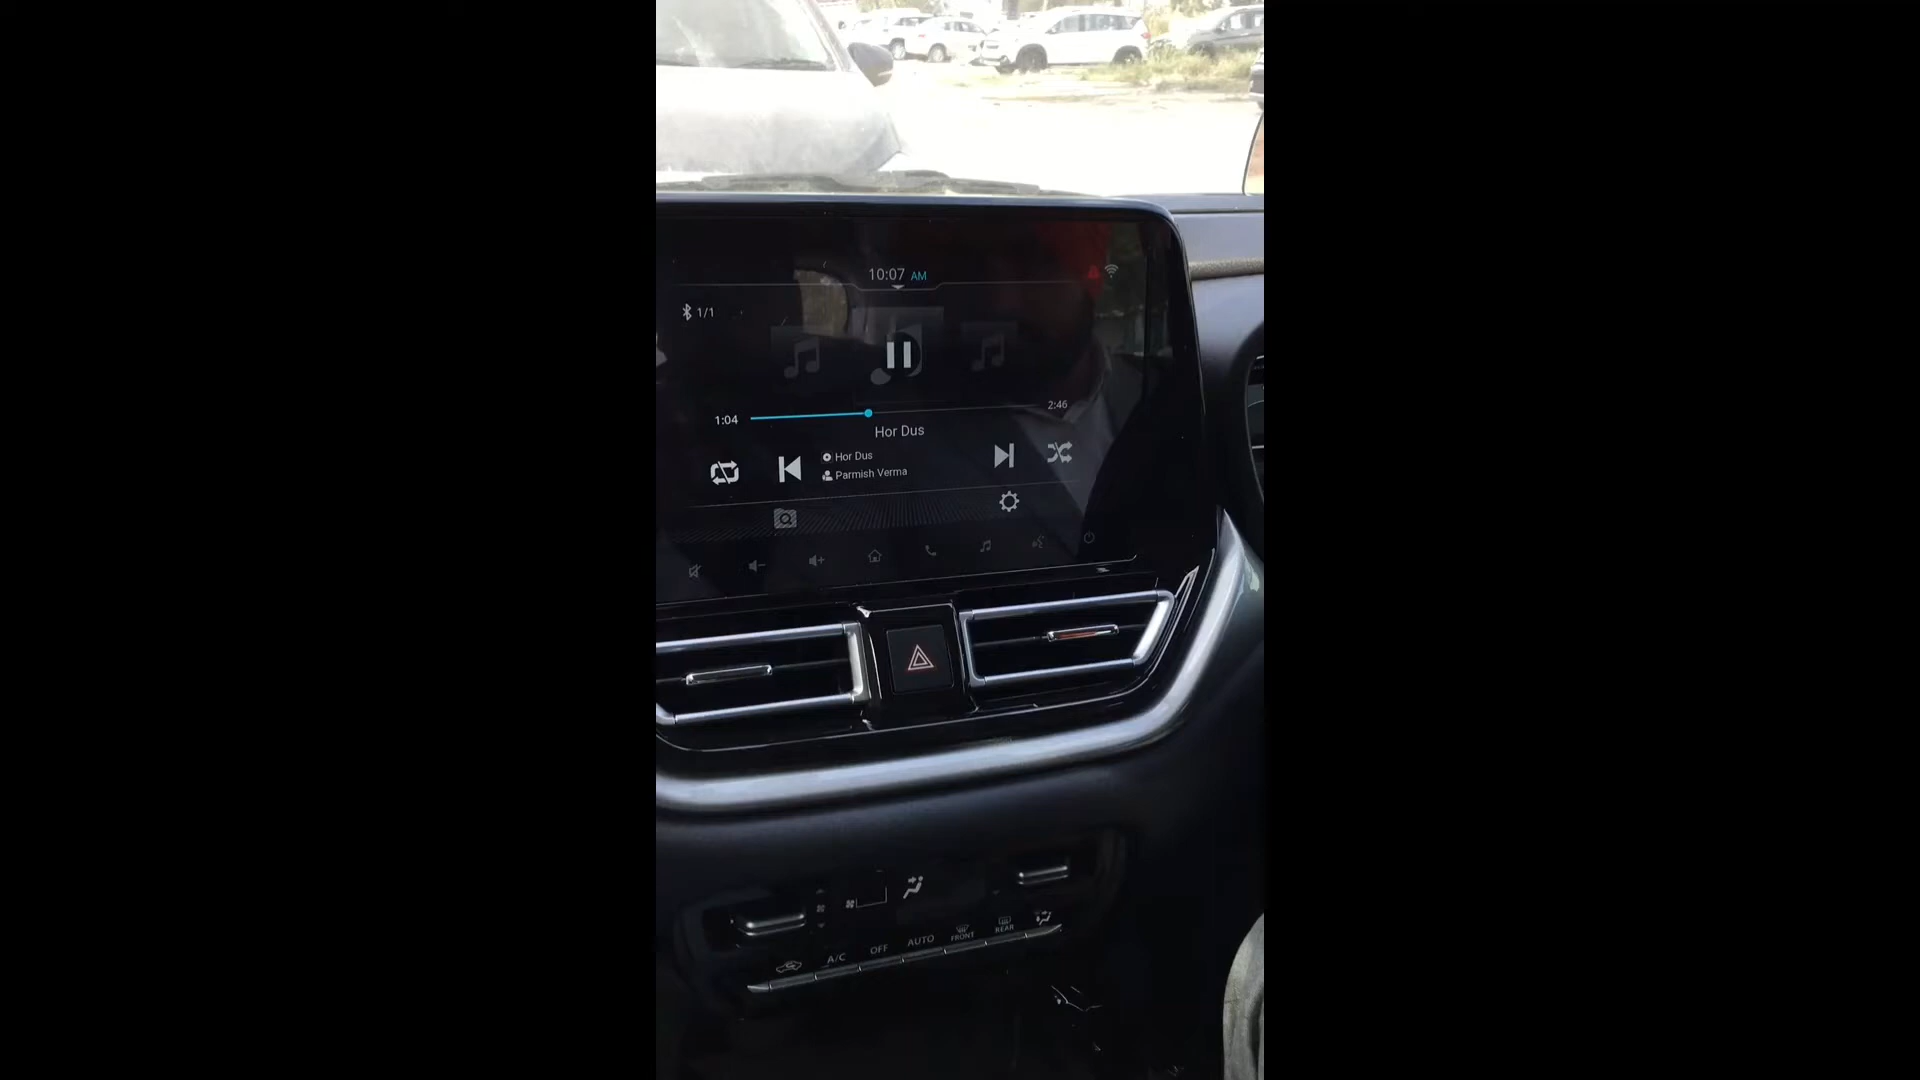 10:07 AM
1/1
1:04
2:46
Hor Dus
Hor Dus
Parmish Verma
A/C
OFF
AUTO
FRONT
REAR